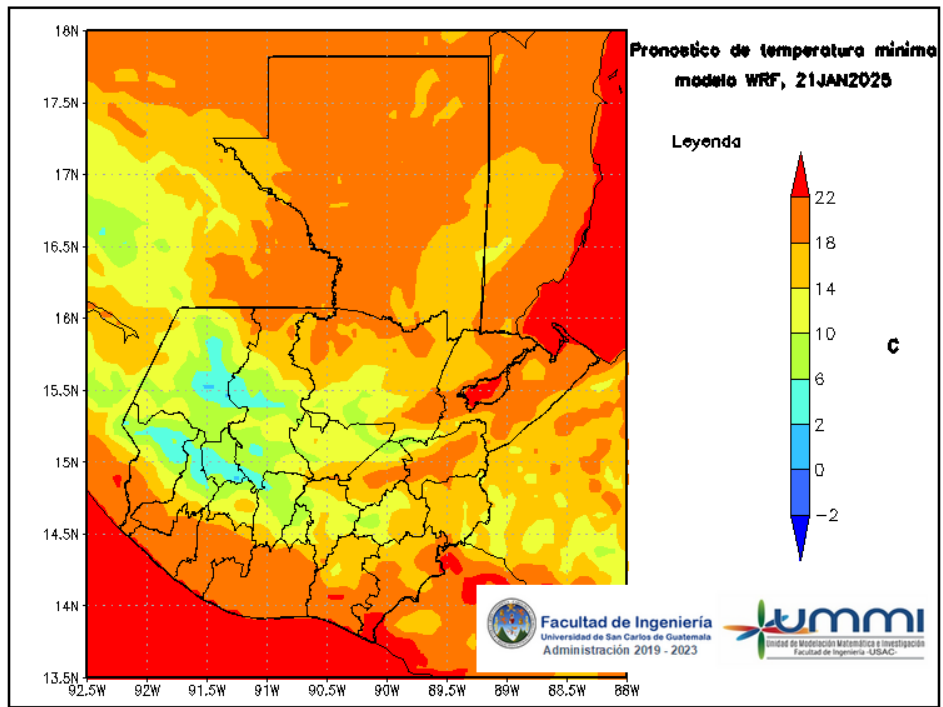 Pronostico de temperatura minima
modelo WRF, 21JAN2025
Leyenda
22
18
14
10
6
2
0
−2
C
18N
17.5N
17N
16.5N
16N
15.5N
15N
14.5N
14N
13.5N
92.5W
92W
91.5W
91W
90.5W
90W
89.5W
89W
88.5W
88W
Facultad de Ingeniería
Universidad de San Carlos de Guatemala
Administración 2019 - 2023
UMMI
Unidad de Modelación Matemática e Investigación
Facultad de Ingeniería -USAC-